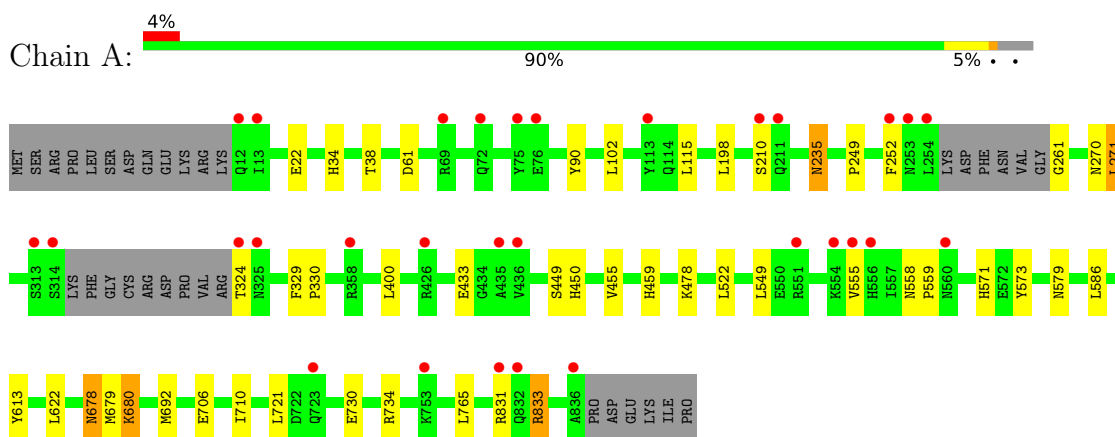 4%
Chain A:
90% 5% • •
MET SER ARG PRO LEU SER ASP GLN GLU LYS ARG LYS Q12 I13 E22 H34 T38 D61 R69 Q72 Y75 E76 Y90 L102 Y113 Q114 L115 L198 S210 Q211 N235 P249 F252 N253 L254 LYS ASP PHE ASN VAL GLY G261 N270 L271
S313 S314 LYS PHE GLY CYS ARG ASP PRO VAL ARG T324 N325 F329 P330 R358 L400 R426 E433 G434 A435 V436 S449 H450 V455 H459 K478 L522 L549 E550 R551 K554 V555 H556 I557 N558 P559 N560 H571 E572 Y573 N579 L586
Y613 L622 N678 M679 K680 M692 E706 I710 L721 D722 Q723 E730 R734 K753 L765 R831 Q832 R833 A836 PRO ASP GLU LYS ILE PRO